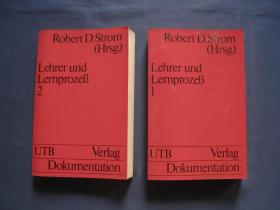 Robert D. Strom
(Hrsg)
Lehrer und
Lernprozeß
2
UTB Verlag
Dokumentation
Robert D. Strom
(Hrsg)
Lehrer und
Lernprozeß
1
UTB Verlag
Dokumentation